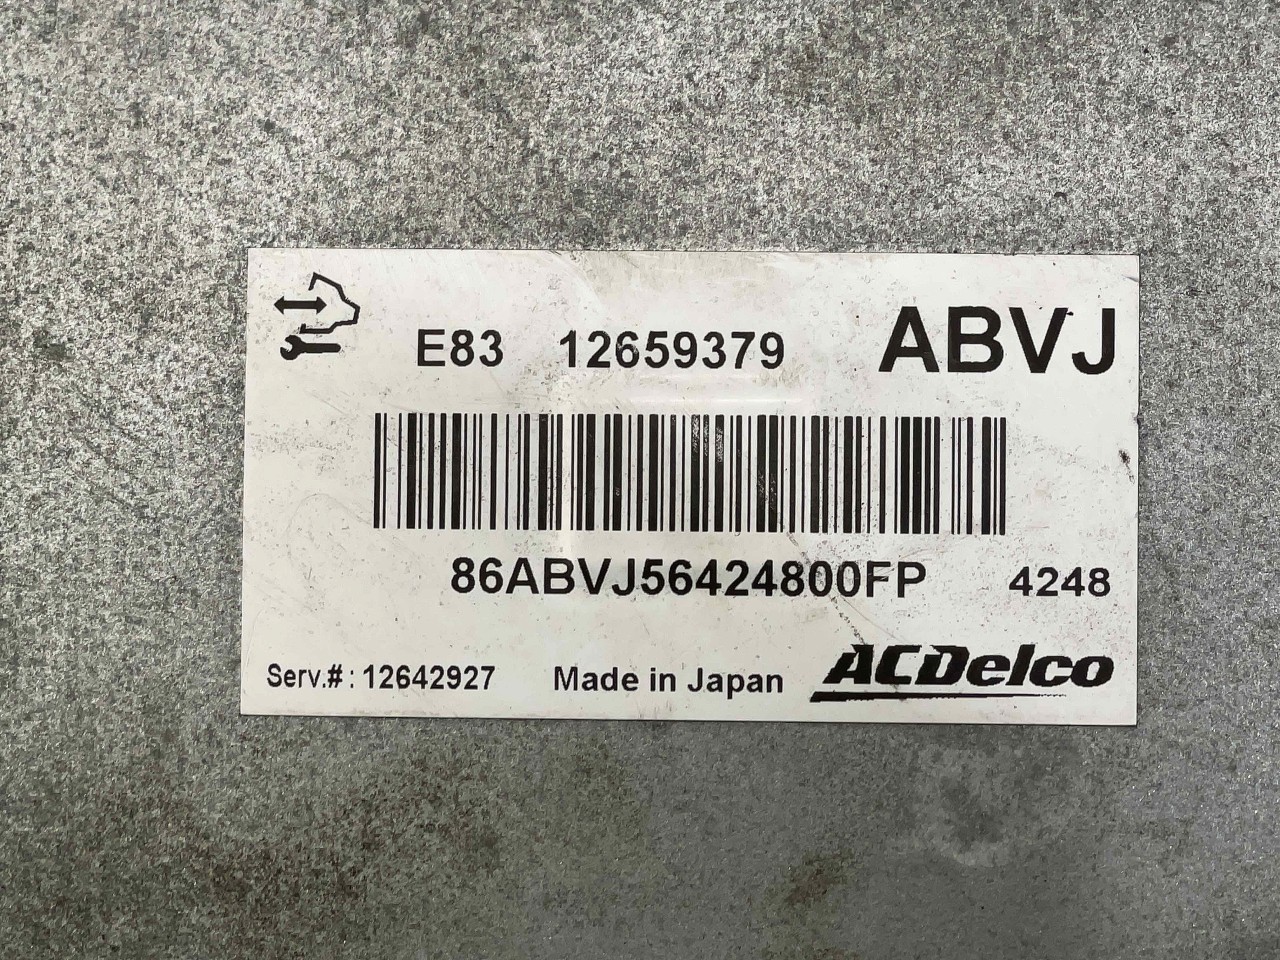 E83 12659379 ABVJ
86ABVJ56424800FP 4248
Serv.#: 12642927 Made in Japan ACDelco